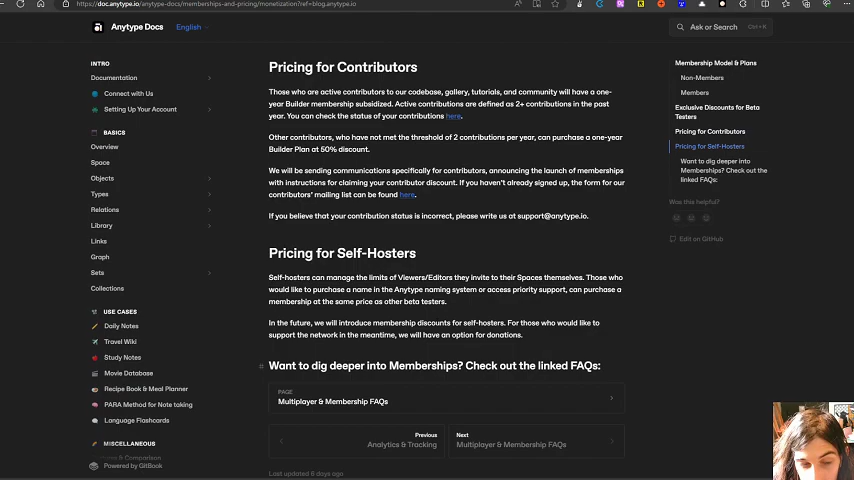 https://doc.anytype.io/anytype-docs/memberships-and-pricing/monetization?ref=blog.anytype.io
Anytype Docs
English
Ask or Search
Ctrl + K
INTRO
Documentation
Connect with Us
Setting Up Your Account
BASICS
Overview
Space
Objects
Types
Relations
Library
Links
Graph
Sets
Collections
USE CASES
Daily Notes
Travel Wiki
Study Notes
Movie Database
Recipe Book & Meal Planner
PARA Method for Note taking
Language Flashcards
MISCELLANEOUS
Powered by GitBook
Pricing for Contributors
Those who are active contributors to our codebase, gallery, tutorials, and community will have a one-
year Builder membership subsidized. Active contributions are defined as 2+ contributions in the past
year. You can check the status of your contributions here.
Other contributors, who have not met the threshold of 2 contributions per year, can purchase a one-year
Builder Plan at 50% discount.
We will be sending communications specifically for contributors, announcing the launch of memberships
with instructions for claiming your contributor discount. If you haven't already signed up, the form for our
contributors' mailing list can be found here.
If you believe that your contribution status is incorrect, please write us at support@anytype.io.
Pricing for Self-Hosters
Self-hosters can manage the limits of Viewers/Editors they invite to their Spaces themselves. Those who
would like to purchase a name in the Anytype naming system or access priority support, can purchase a
membership at the same price as other beta testers.
In the future, we will introduce membership discounts for self-hosters. For those who would like to
support the network in the meantime, we will have an option for donations.
# Want to dig deeper into Memberships? Check out the linked FAQs:
PAGE
Multiplayer & Membership FAQs
Previous
Analytics & Tracking
Next
Multiplayer & Membership FAQs
Last updated 6 days ago
Membership Model & Plans
Non-Members
Members
Exclusive Discounts for Beta
Testers
Pricing for Contributors
Pricing for Self-Hosters
Want to dig deeper into
Memberships? Check out the
linked FAQs:
Was this helpful?
Edit on GitHub